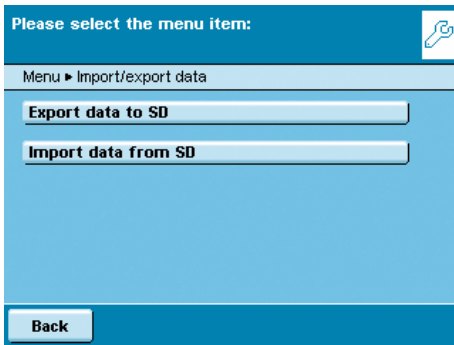 Please select the menu item:
Menu ▸ Import/export data
Export data to SD
Import data from SD
Back